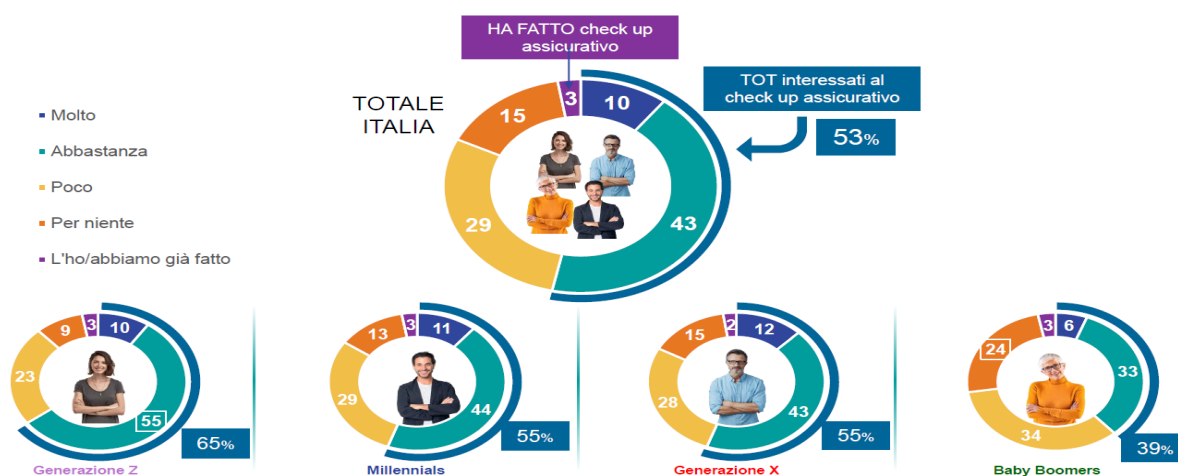 HA FATTO check up
assicurativo
TOTALE
ITALIA
3
10
15
43
29
TOT interessati al
check up assicurativo
53%
Molto
Abbastanza
Poco
Per niente
L'ho/abbiamo già fatto
9
3
10
23
55
65%
Generazione Z
13
3
11
29
44
55%
Millennials
15
2
12
28
43
55%
Generazione X
24
3
6
33
34
39%
Baby Boomers